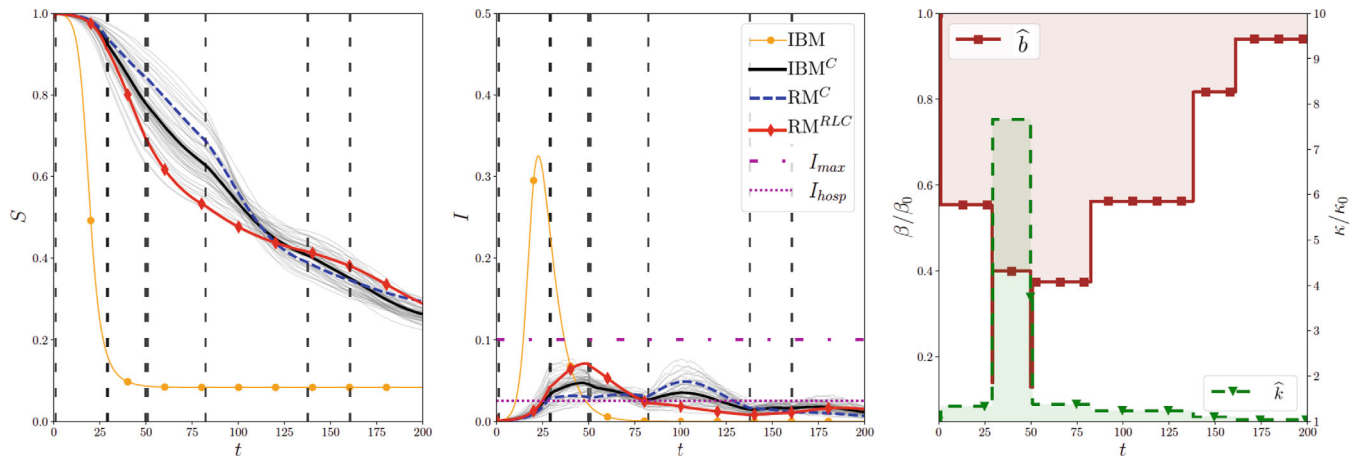 1.0
0.8
0.6
0.4
0.2
0.0
S
0 25 50 75 100 125 150 175 200
t
0.5
0.4
0.3
0.2
0.1
0.0
I
0 25 50 75 100 125 150 175 200
t
IBM
IBM^C
RM^C
RM^{RLC}
I_{max}
I_{hosp}
1.0
0.8
0.6
0.4
0.2
β/β₀
0 25 50 75 100 125 150 175 200
t
b̂
k̂
10
9
8
7
6
5
4
3
2
1
κ/κ₀